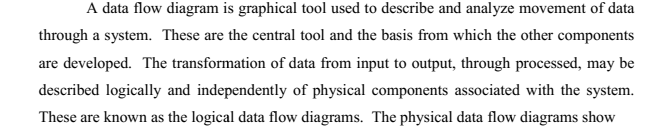 A data flow diagram is graphical tool used to describe and analyze movement of data
through a system. These are the central tool and the basis from which the other components
are developed. The transformation of data from input to output, through processed, may be
described logically and independently of physical components associated with the system.
These are known as the logical data flow diagrams. The physical data flow diagrams show